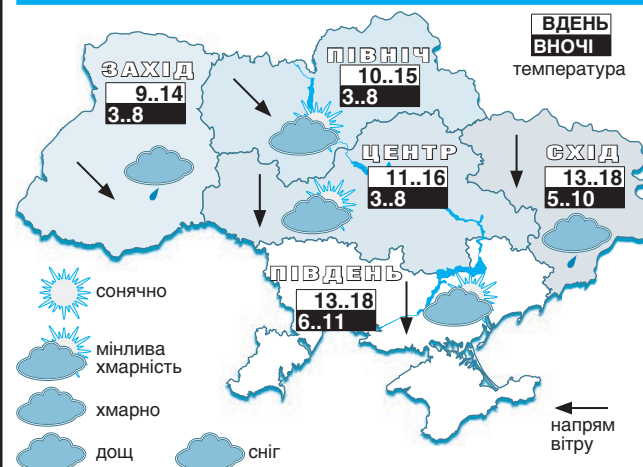 ВДЕНЬ
ВНОЧІ
температура
ПІВНІЧ
10..15
3..8
ЗАХІД
9..14
3..8
ЦЕНТР
11..16
3..8
СХІД
13..18
5..10
ПІВДЕНЬ
13..18
6..11
сонячно
мінлива
хмарність
хмарно
дощ
сніг
напрям
вітру